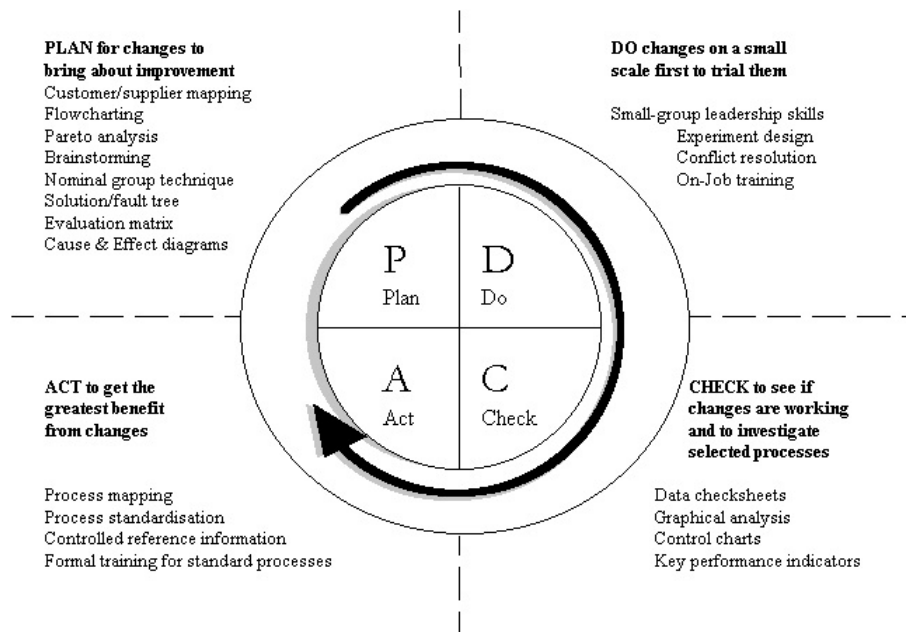 PLAN for changes to
bring about improvement
Customer/supplier mapping
Flowcharting
Pareto analysis
Brainstorming
Nominal group technique
Solution/fault tree
Evaluation matrix
Cause & Effect diagrams
DO changes on a small
scale first to trial them
Small-group leadership skills
Experiment design
Conflict resolution
On-Job training
P
Plan
D
Do
A
Act
C
Check
ACT to get the
greatest benefit
from changes
Process mapping
Process standardisation
Controlled reference information
Formal training for standard processes
CHECK to see if
changes are working
and to investigate
selected processes
Data checksheets
Graphical analysis
Control charts
Key performance indicators